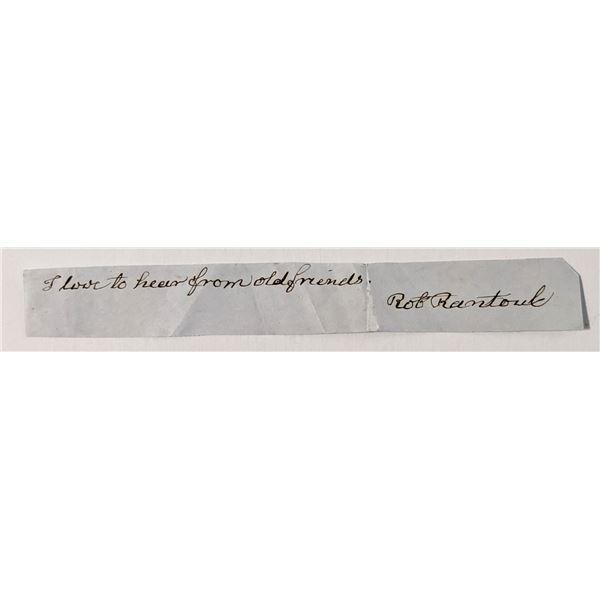 I love to hear from old friends.
Rob^t Rantoul